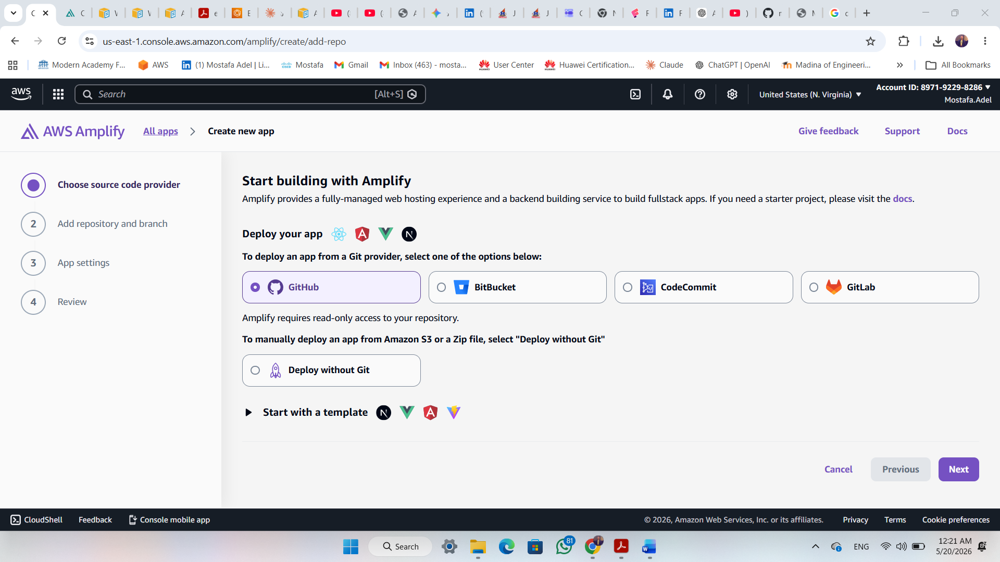 us-east-1.console.aws.amazon.com/amplify/create/add-repo
Modern Academy F...
AWS
(1) Mostafa Adel | Li...
Mostafa
Gmail
Inbox (463) - mosta...
User Center
Huawei Certification...
Claude
ChatGPT | OpenAI
Madina of Engineeri...
All Bookmarks
aws
Search
[Alt+S]
United States (N. Virginia)
Account ID: 8971-9229-8286
Mostafa.Adel
AWS Amplify
All apps
Create new app
Give feedback
Support
Docs
Choose source code provider
2 Add repository and branch
3 App settings
4 Review
Start building with Amplify
Amplify provides a fully-managed web hosting experience and a backend building service to build fullstack apps. If you need a starter project, please visit the docs.
Deploy your app
To deploy an app from a Git provider, select one of the options below:
GitHub
BitBucket
CodeCommit
GitLab
Amplify requires read-only access to your repository.
To manually deploy an app from Amazon S3 or a Zip file, select "Deploy without Git"
Deploy without Git
Start with a template
Cancel
Previous
Next
CloudShell
Feedback
Console mobile app
© 2026, Amazon Web Services, Inc. or its affiliates.
Privacy
Terms
Cookie preferences
Search
81
ENG
12:21 AM
5/20/2026